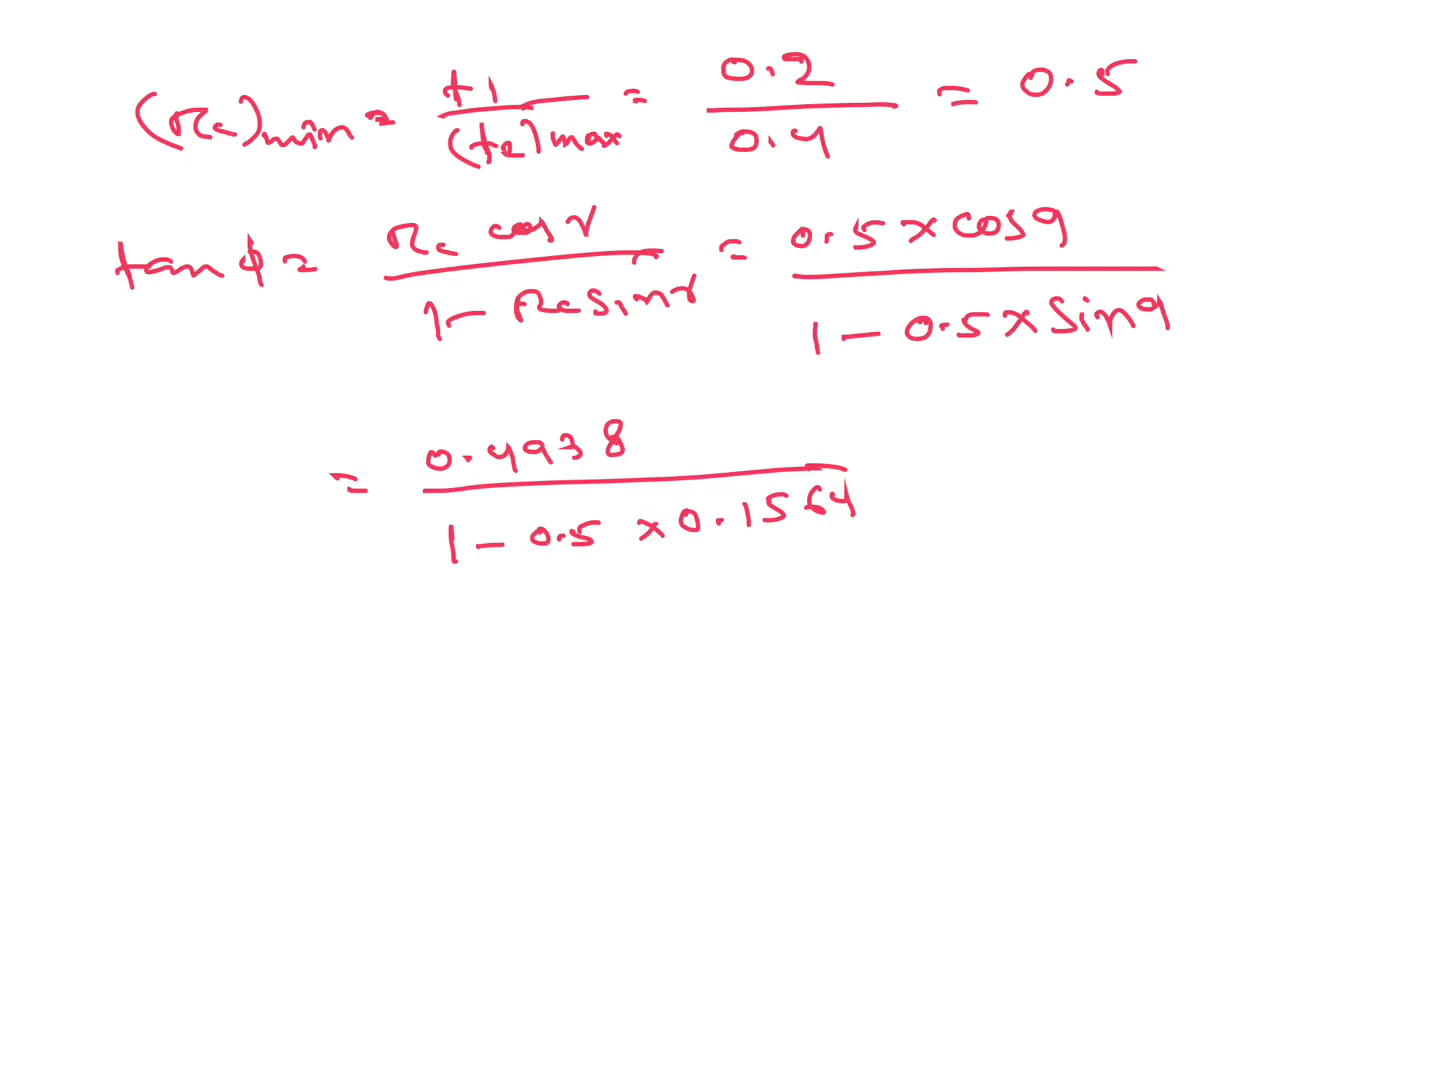 (rc)min = t1/(t2)max = 0.2/0.4 = 0.5
tan ϕ = rc cos γ/1 - rc sin γ = 0.5 x cos 9/1 - 0.5 x sin 9
= 0.4938/1 - 0.5 x 0.1564